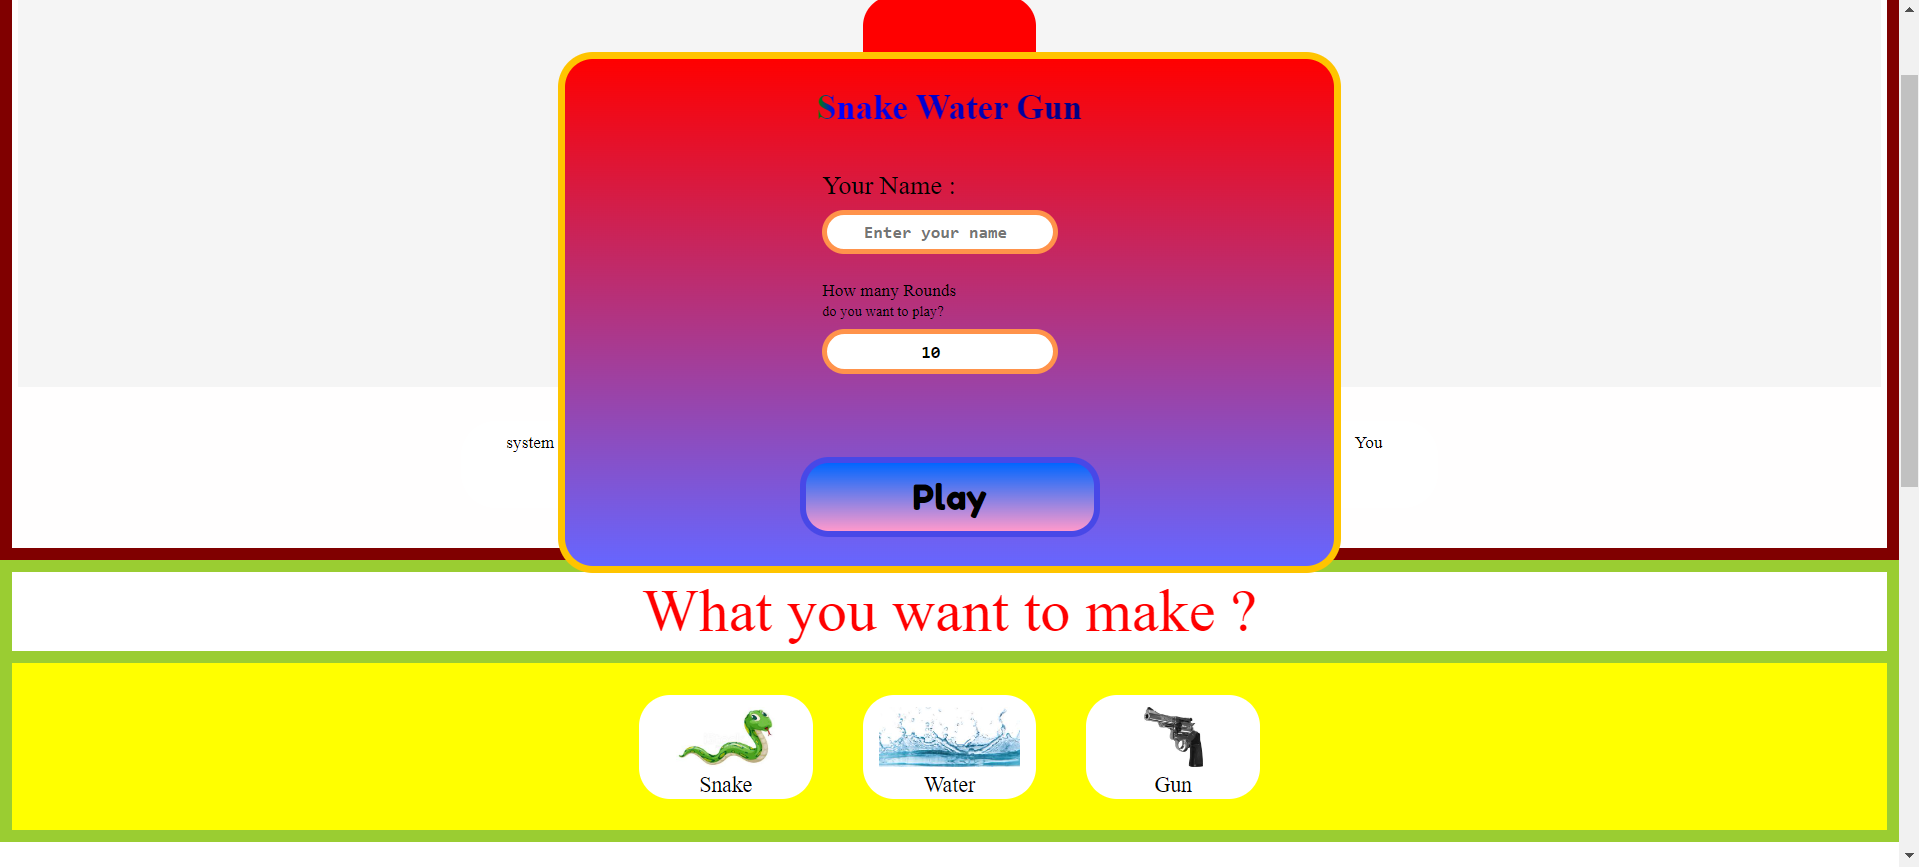 Snake Water Gun
Your Name :
Enter your name
How many Rounds
do you want to play?
10
system
You
Play
What you want to make ?
Snake
Water
Gun